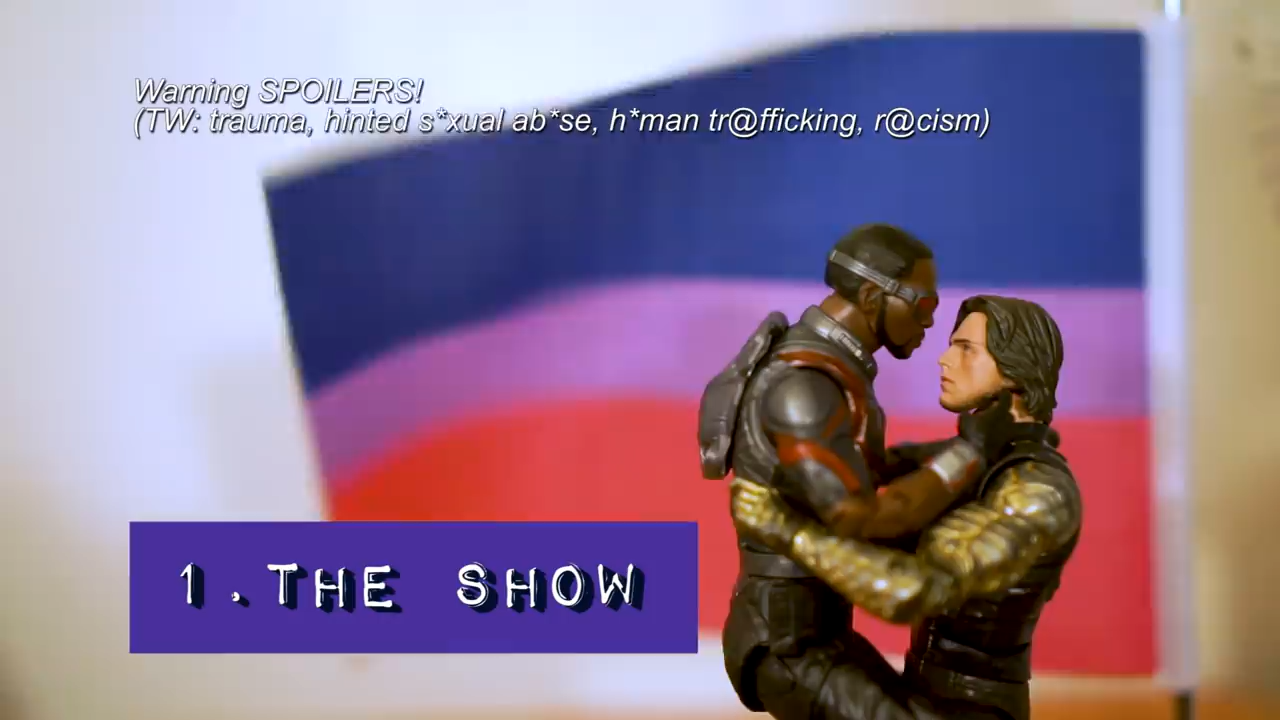 Warning SPOILERS!
(TW: trauma, hinted s*xual ab*se, h*man tr@fficking, r@cism)
1.THE SHOW